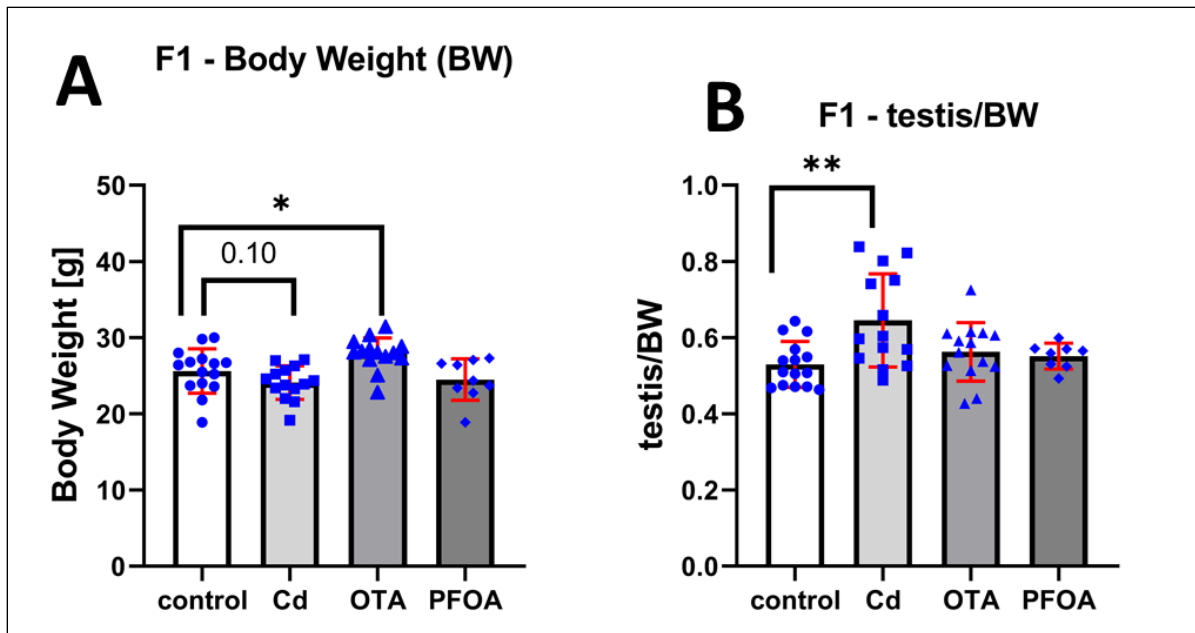 A
F1 - Body Weight (BW)
Body Weight [g]
50
40
30
20
10
0
*
0.10
control Cd OTA PFOA
B
F1 - testis/BW
testis/BW
1.0
0.8
0.6
0.4
0.2
0.0
**
control Cd OTA PFOA